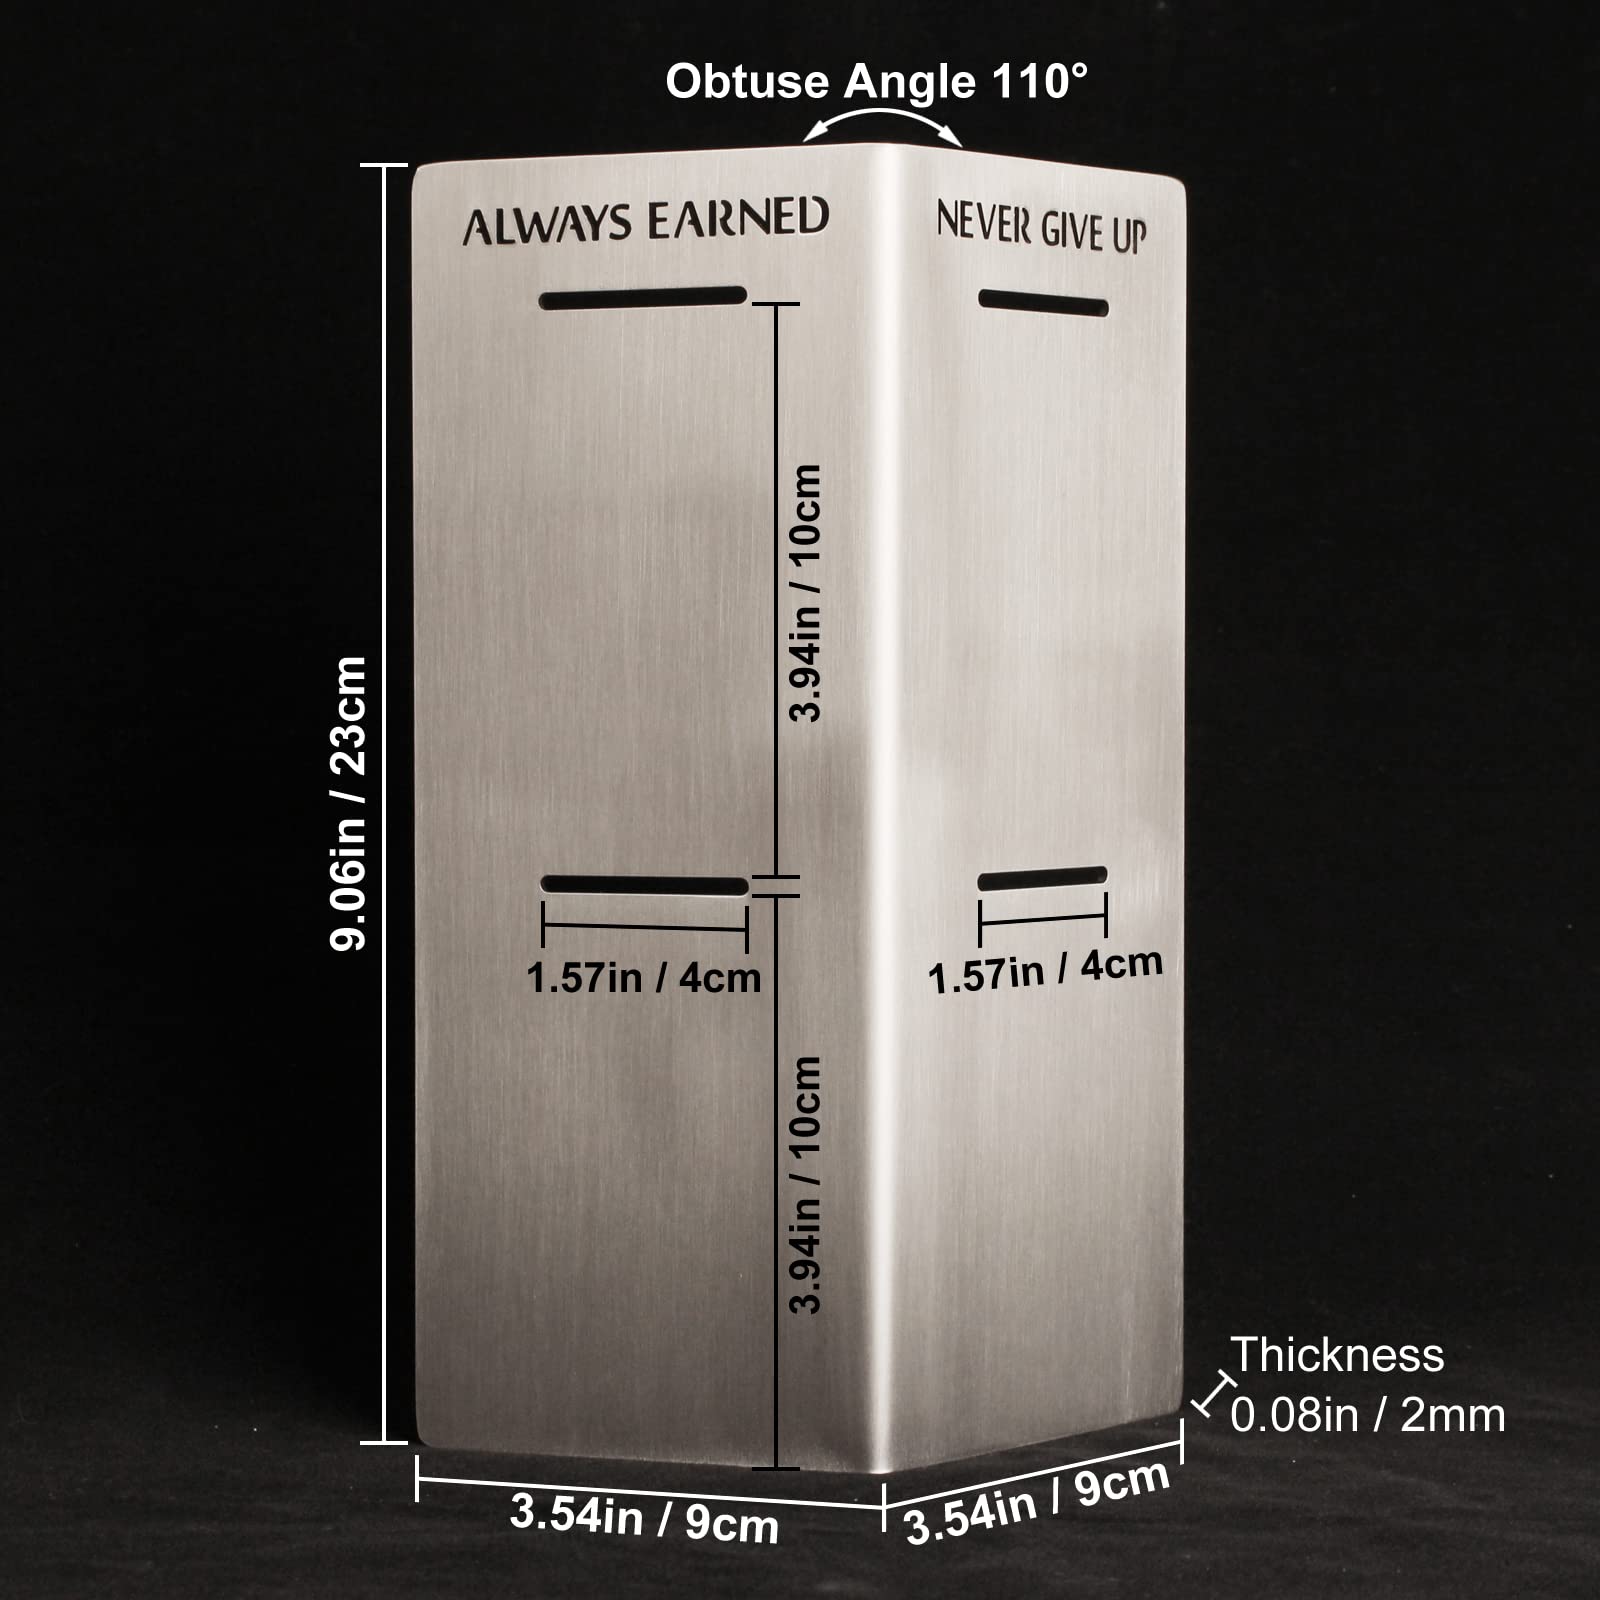 Obtuse Angle 110°
ALWAYS EARNED
NEVER GIVE UP
3.94in / 10cm
9.06in / 23cm
1.57in / 4cm
1.57in / 4cm
3.94in / 10cm
Thickness
0.08in / 2mm
3.54in / 9cm
3.54in / 9cm